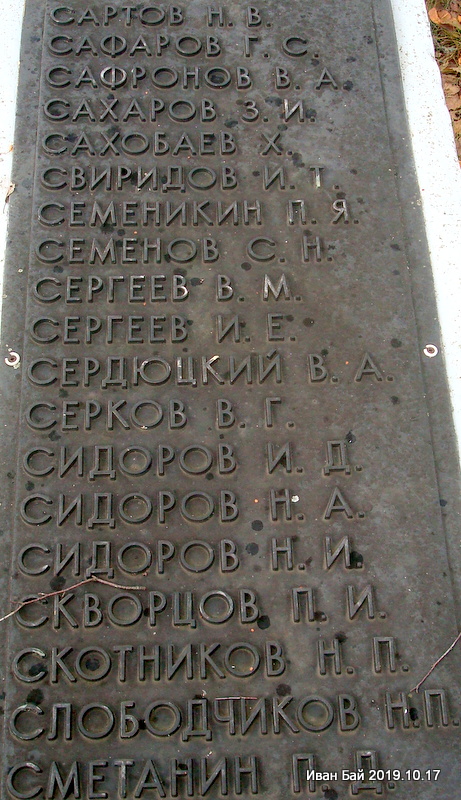 САРТОВ Н. В.
САФАРОВ Г. С.
САФРОНОВ В. А.
САХАРОВ З. И.
САХОБАЕВ Х.
СВИРИДОВ И. Т.
СЕМЕНИКИН П. Я.
СЕМЕНОВ С. Н.
СЕРГЕЕВ В. М.
СЕРГЕЕВ И. Е.
СЕРДЮЦКИЙ В. А.
СЕРКОВ В. Г.
СИДОРОВ И. Д.
СИДОРОВ Н. А.
СИДОРОВ Н. И.
СКВОРЦОВ П. И.
СКОТНИКОВ Н. П.
СЛОБОДЧИКОВ Н.П.
СМЕТАНИН П. Д.
Иван Бай 2019.10.17